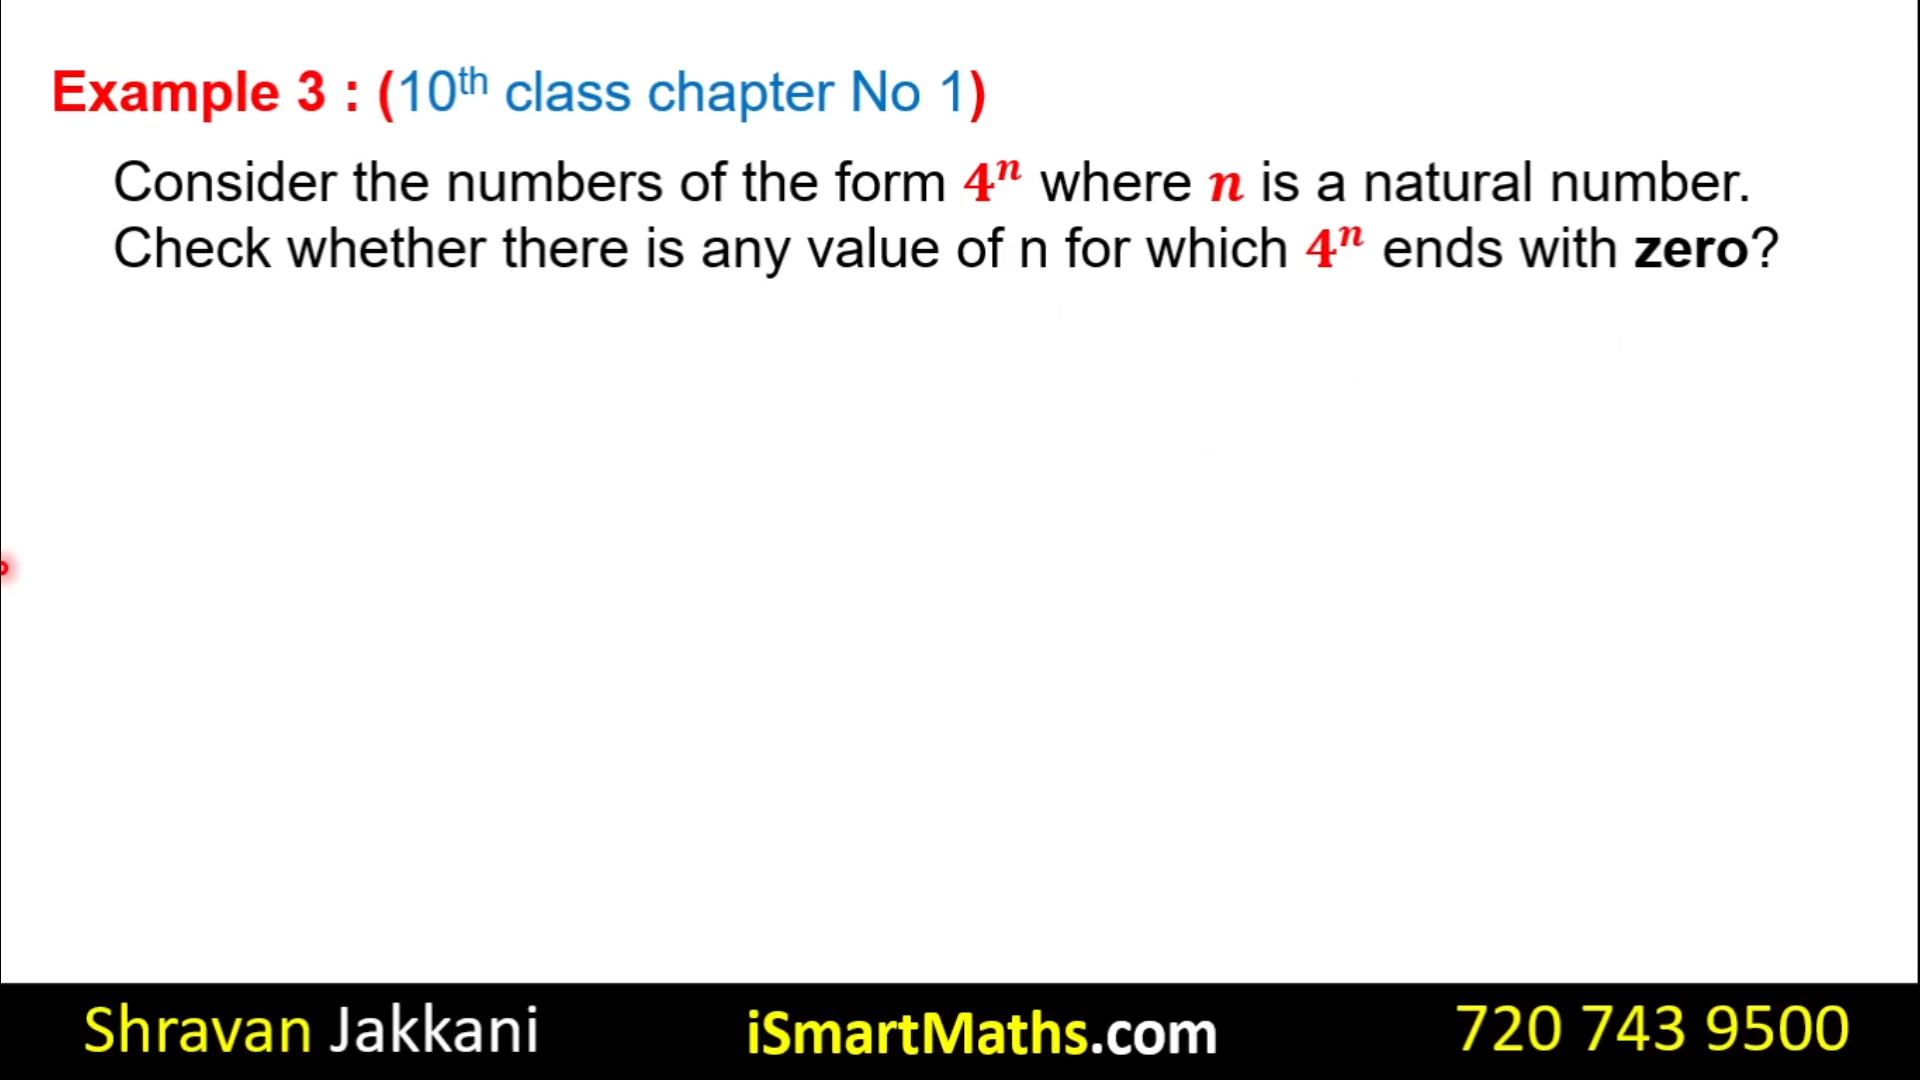 Example 3 : (10th class chapter No 1)
Consider the numbers of the form 4ⁿ where n is a natural number.
Check whether there is any value of n for which 4ⁿ ends with zero?
Shravan Jakkani iSmartMaths.com 720 743 9500